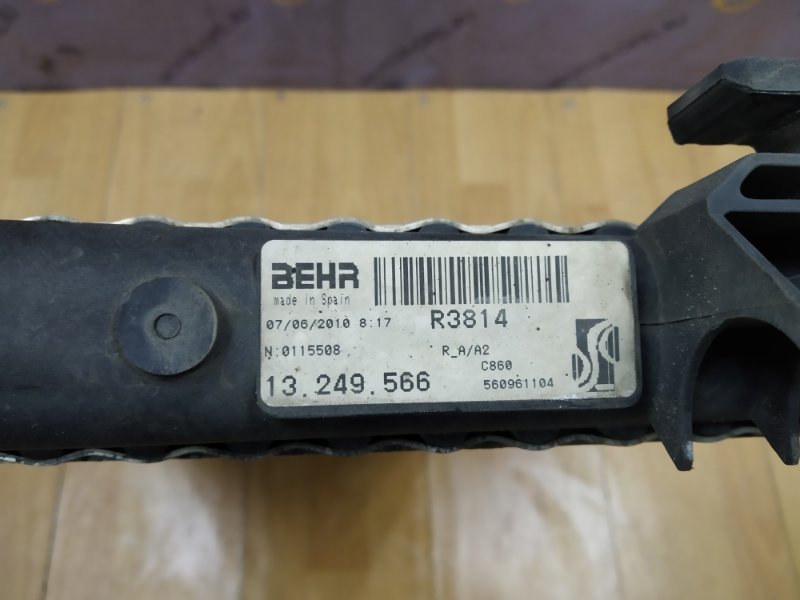 BEHR
made in Spain
07/06/2010 8:17 R3814
N:0115508 R_A/A2
C860
13.249.566 560961104